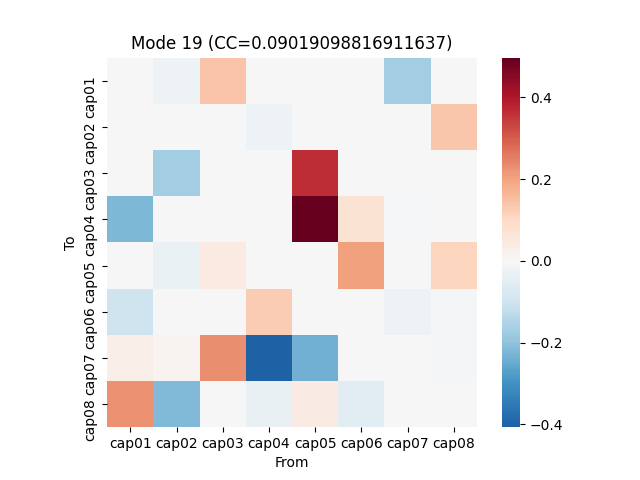 Mode 19 (CC=0.09019098816911637)
To
cap01
cap02
cap03
cap04
cap05
cap06
cap07
cap08
cap01 cap02 cap03 cap04 cap05 cap06 cap07 cap08
From
0.4
0.2
0.0
−0.2
−0.4